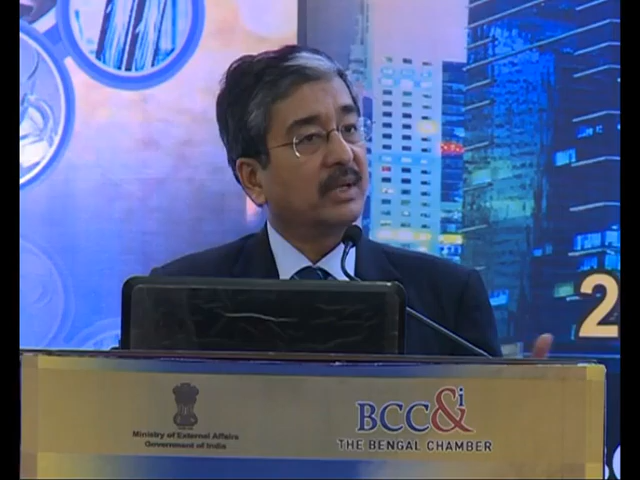 2
Ministry of External Affairs
Government of India
BCC&i
THE BENGAL CHAMBER